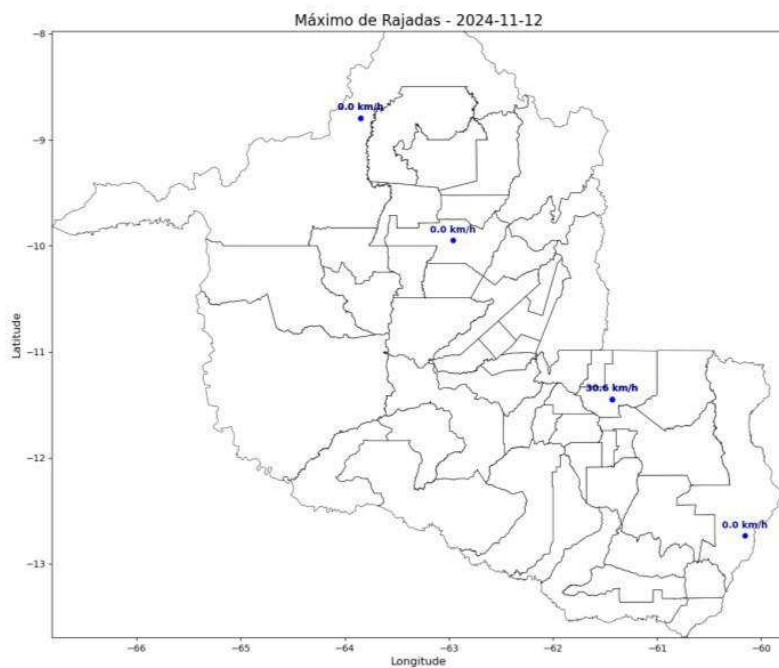 Máximo de Rajadas - 2024-11-12
−8
0.0 km/h
−9
0.0 km/h
−10
−11
Latitude
30.6 km/h
−12
0.0 km/h
−13
−66
−65
−64
−63
−62
−61
−60
Longitude